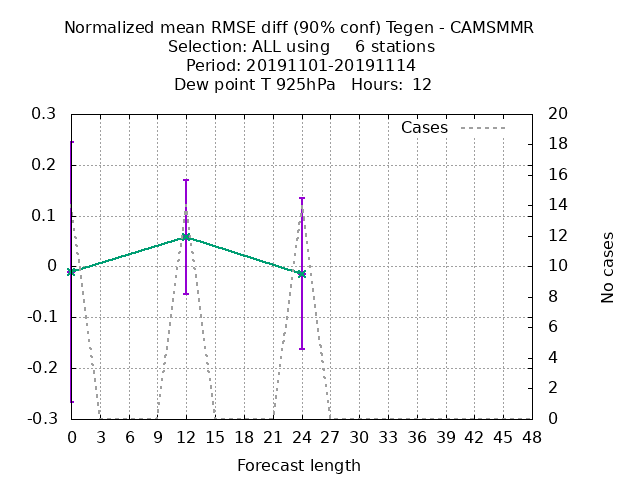 Normalized mean RMSE diff (90% conf) Tegen - CAMSMMR
Selection: ALL using     6 stations
Period: 20191101-20191114
Dew point T 925hPa   Hours:  12
Cases
0.3
0.2
0.1
0
-0.1
-0.2
-0.3
20
18
16
14
12
10
8
6
4
2
0
No cases
0 3 6 9 12 15 18 21 24 27 30 33 36 39 42 45 48
Forecast length